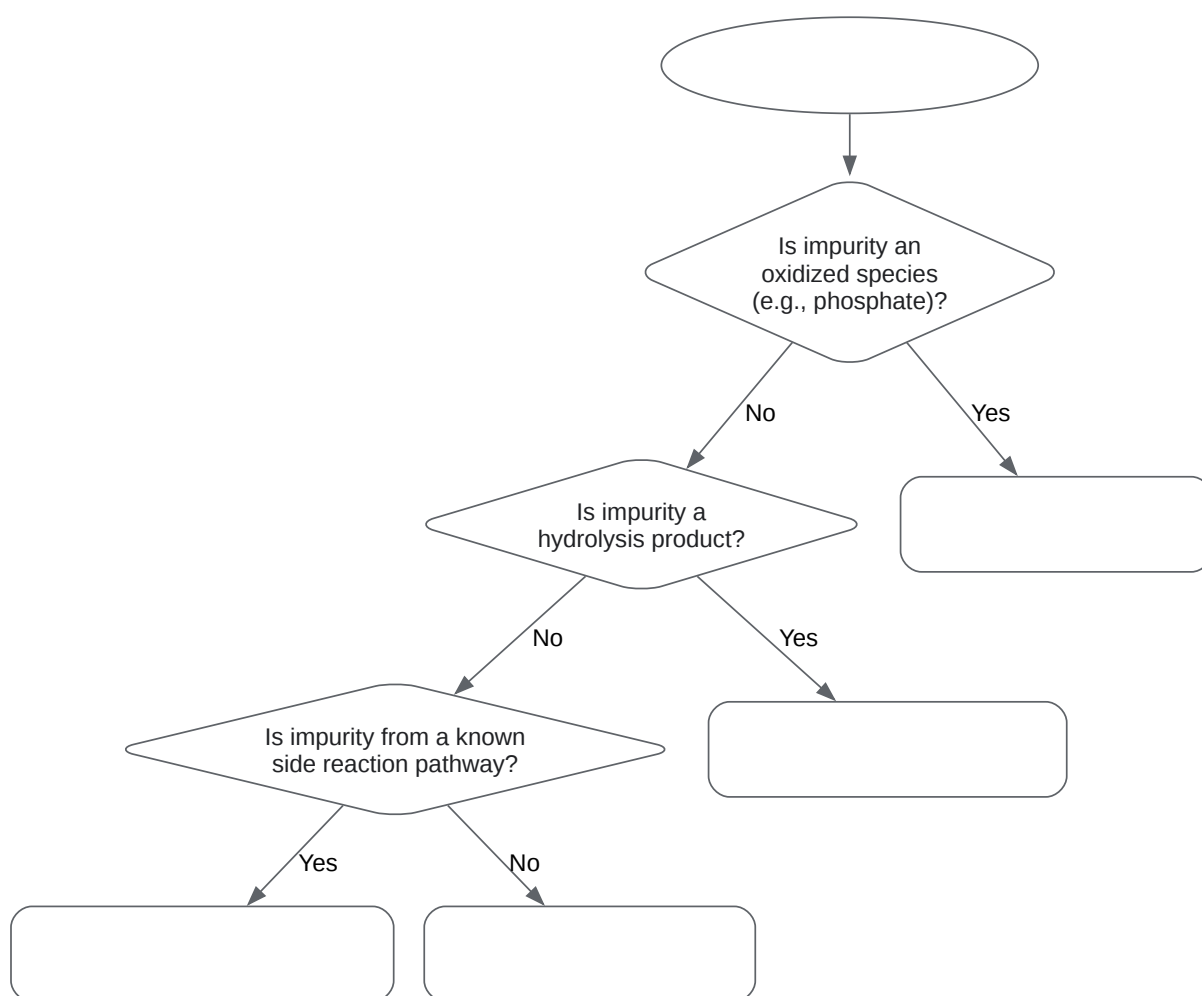 Is impurity an
oxidized species
(e.g., phosphate)?
No
Yes
Is impurity a
hydrolysis product?
No
Yes
Is impurity from a known
side reaction pathway?
Yes
No